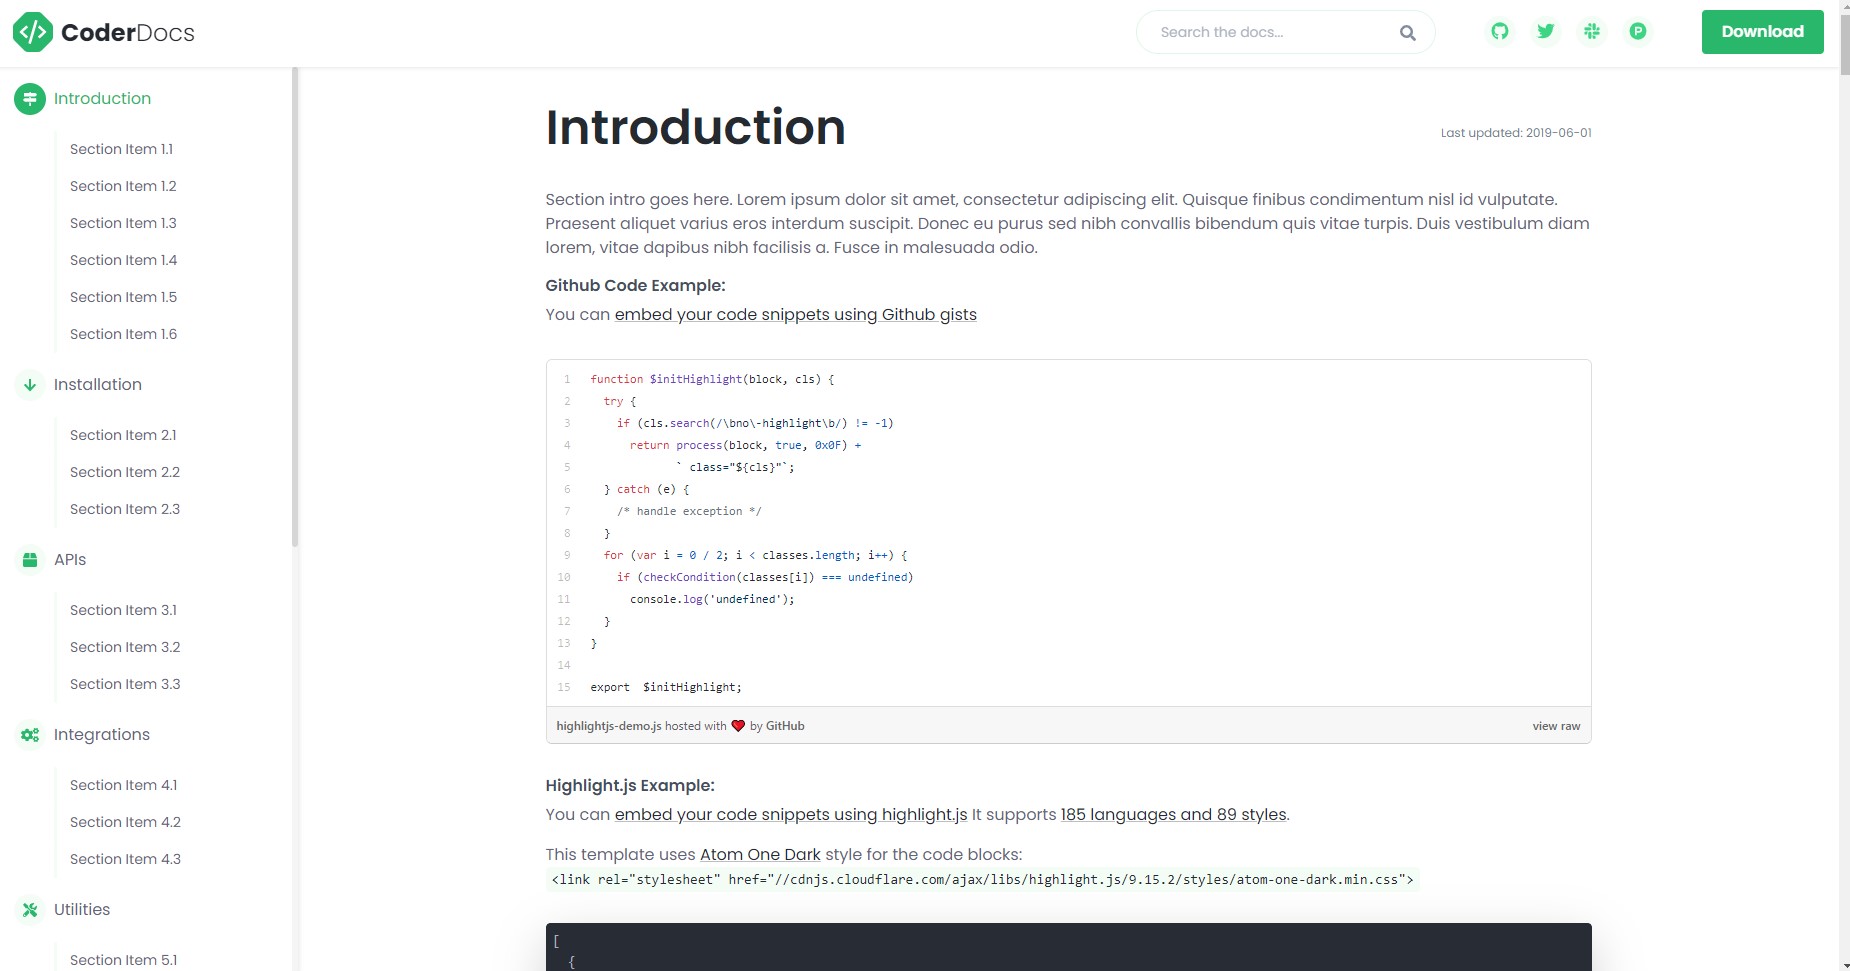 CoderDocs
Search the docs...
Download
Introduction
Section Item 1.1
Section Item 1.2
Section Item 1.3
Section Item 1.4
Section Item 1.5
Section Item 1.6
Installation
Section Item 2.1
Section Item 2.2
Section Item 2.3
APIs
Section Item 3.1
Section Item 3.2
Section Item 3.3
Integrations
Section Item 4.1
Section Item 4.2
Section Item 4.3
Utilities
Section Item 5.1
Introduction
Last updated: 2019-06-01
Section intro goes here. Lorem ipsum dolor sit amet, consectetur adipiscing elit. Quisque finibus condimentum nisl id vulputate.
Praesent aliquet varius eros interdum suscipit. Donec eu purus sed nibh convallis bibendum quis vitae turpis. Duis vestibulum diam
lorem, vitae dapibus nibh facilisis a. Fusce in malesuada odio.
Github Code Example:
You can embed your code snippets using Github gists
1 function $initHighlight(block, cls) {
2 try {
3 if (cls.search(/\bno\-highlight\b/) != -1)
4 return process(block, true, 0x0F) +
5 ` class="${cls}"`;
6 } catch (e) {
7 /* handle exception */
8 }
9 for (var i = 0 / 2; i < classes.length; i++) {
10 if (checkCondition(classes[i]) === undefined)
11 console.log('undefined');
12 }
13 }
14
15 export $initHighlight;
highlightjs-demo.js hosted with ❤ by GitHub
view raw
Highlight.js Example:
You can embed your code snippets using highlight.js It supports 185 languages and 89 styles.
This template uses Atom One Dark style for the code blocks:
<link rel="stylesheet" href="//cdnjs.cloudflare.com/ajax/libs/highlight.js/9.15.2/styles/atom-one-dark.min.css">
[
{